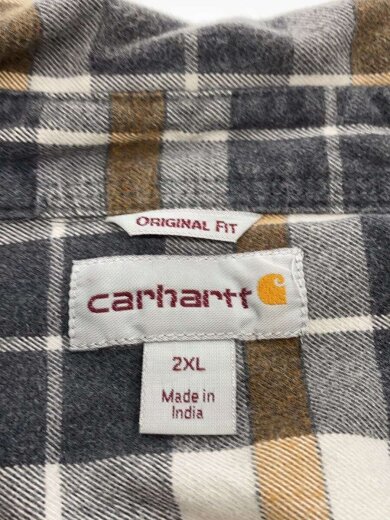 ORIGINAL FIT
carhartt
2XL
Made in
India